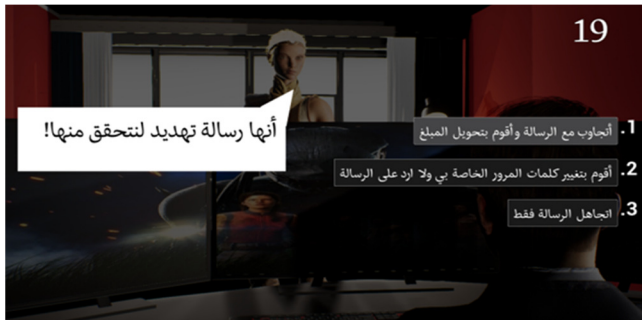 19
أنها رسالة تهديد لنتحقق منها!
1. أتجاوب مع الرسالة وأقوم بتحويل المبلغ
2. أقوم بتغيير كلمات المرور الخاصة بي ولا ارد على الرسالة
3. اتجاهل الرسالة فقط